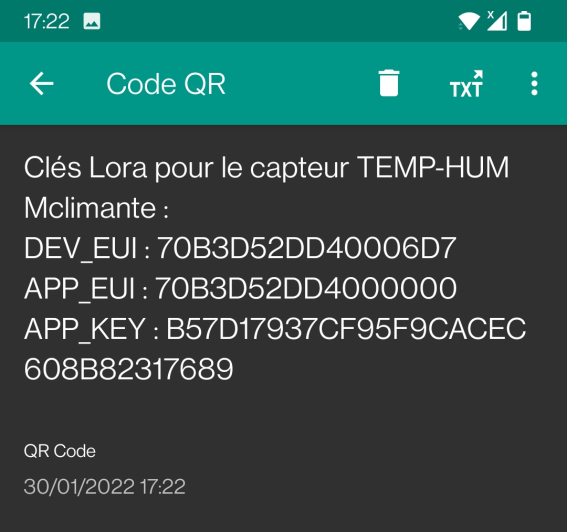 17:22
Code QR
TXT
Clés Lora pour le capteur TEMP-HUM
Mclimante :
DEV_EUI : 70B3D52DD40006D7
APP_EUI : 70B3D52DD4000000
APP_KEY : B57D17937CF95F9CACEC
608B82317689
QR Code
30/01/2022 17:22